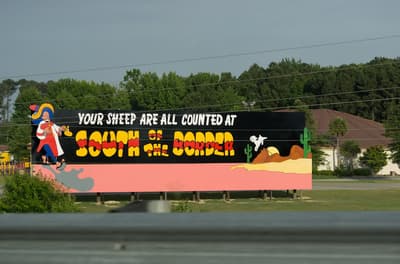 YOUR SHEEP ARE ALL COUNTED AT
SOUTH OF THE BORDER